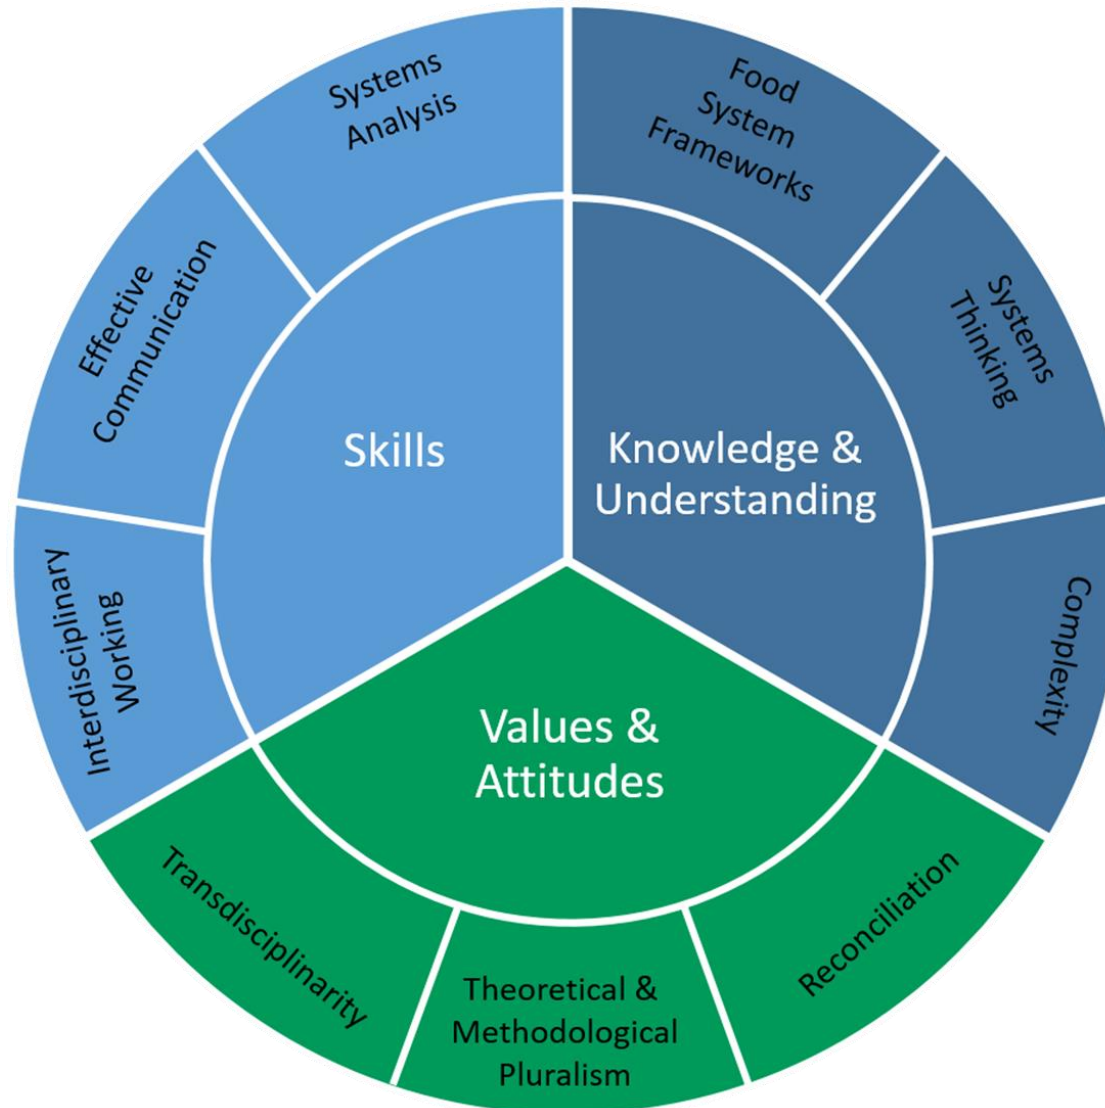 Systems
Analysis
Food
System
Frameworks
Effective
Communication
Systems
Thinking
Skills
Knowledge &
Understanding
Interdisciplinary
Working
Complexity
Values &
Attitudes
Transdisciplinarity
Theoretical &
Methodological
Pluralism
Reconciliation